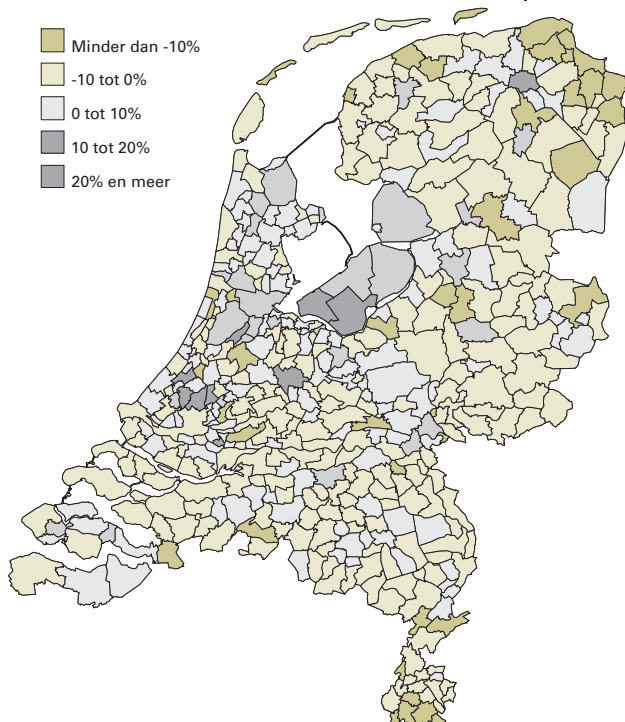 Minder dan -10%
-10 tot 0%
0 tot 10%
10 tot 20%
20% en meer